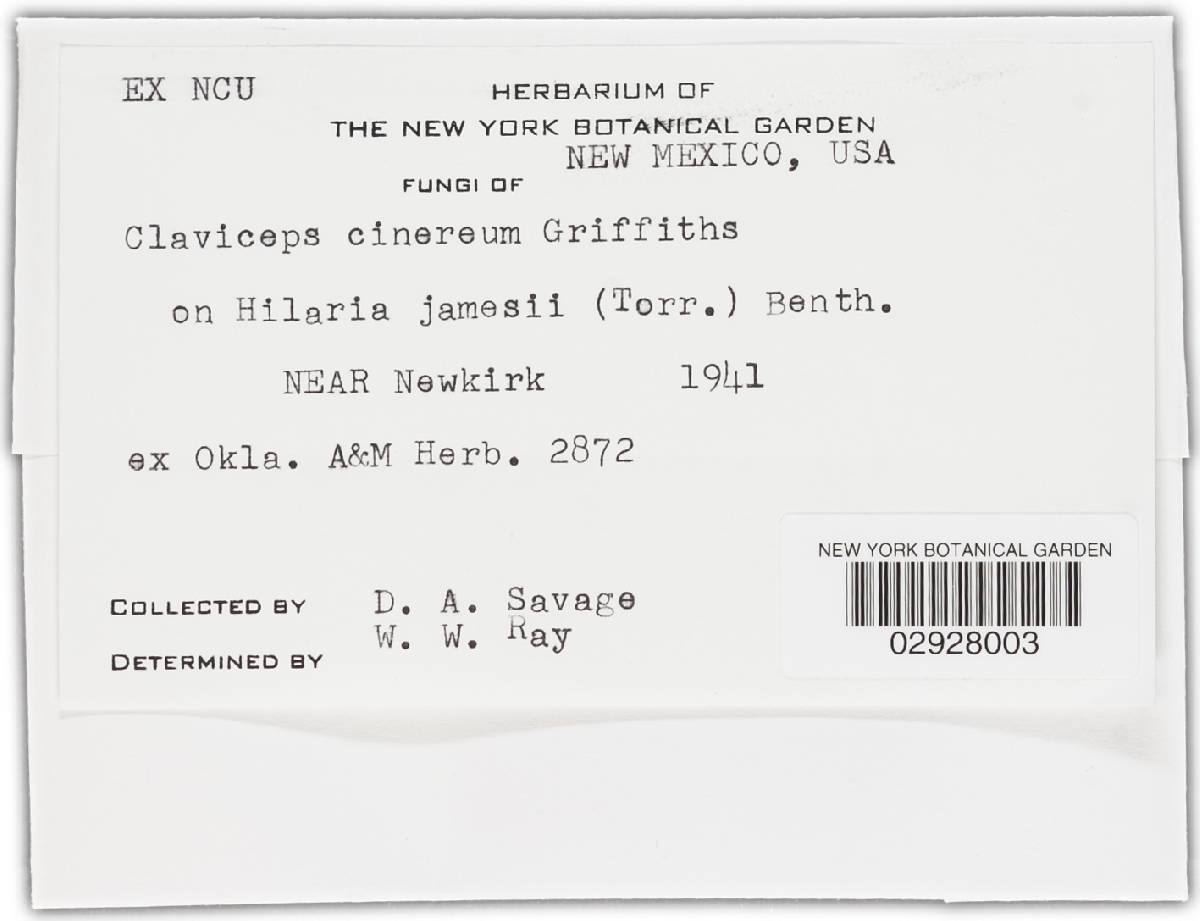 EX NCU
HERBARIUM OF
THE NEW YORK BOTANICAL GARDEN
NEW MEXICO, USA
FUNGI OF
Claviceps cinereum Griffiths
on Hilaria jamesii (Torr.) Benth.
NEAR Newkirk 1941
ex Okla. A&M Herb. 2872
NEW YORK BOTANICAL GARDEN
02928003
COLLECTED BY D. A. Savage
W. W. Ray
DETERMINED BY